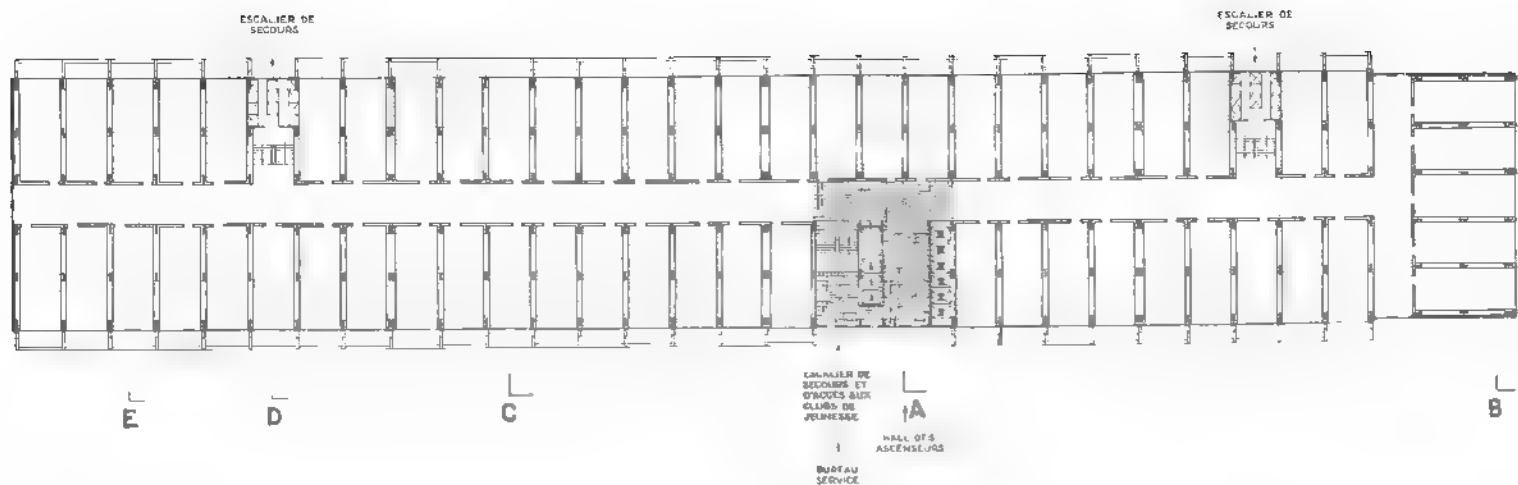 ESCALIER DE
SECOURS
ESCALIER DE
SECOURS
E
D
C
ESCALIER DE
SECOURS ET
D'ACCES AUX
CLUBS DE
JEUNESSE
A
HALL DES
ASCENSEURS
BUREAU
SERVICE
B